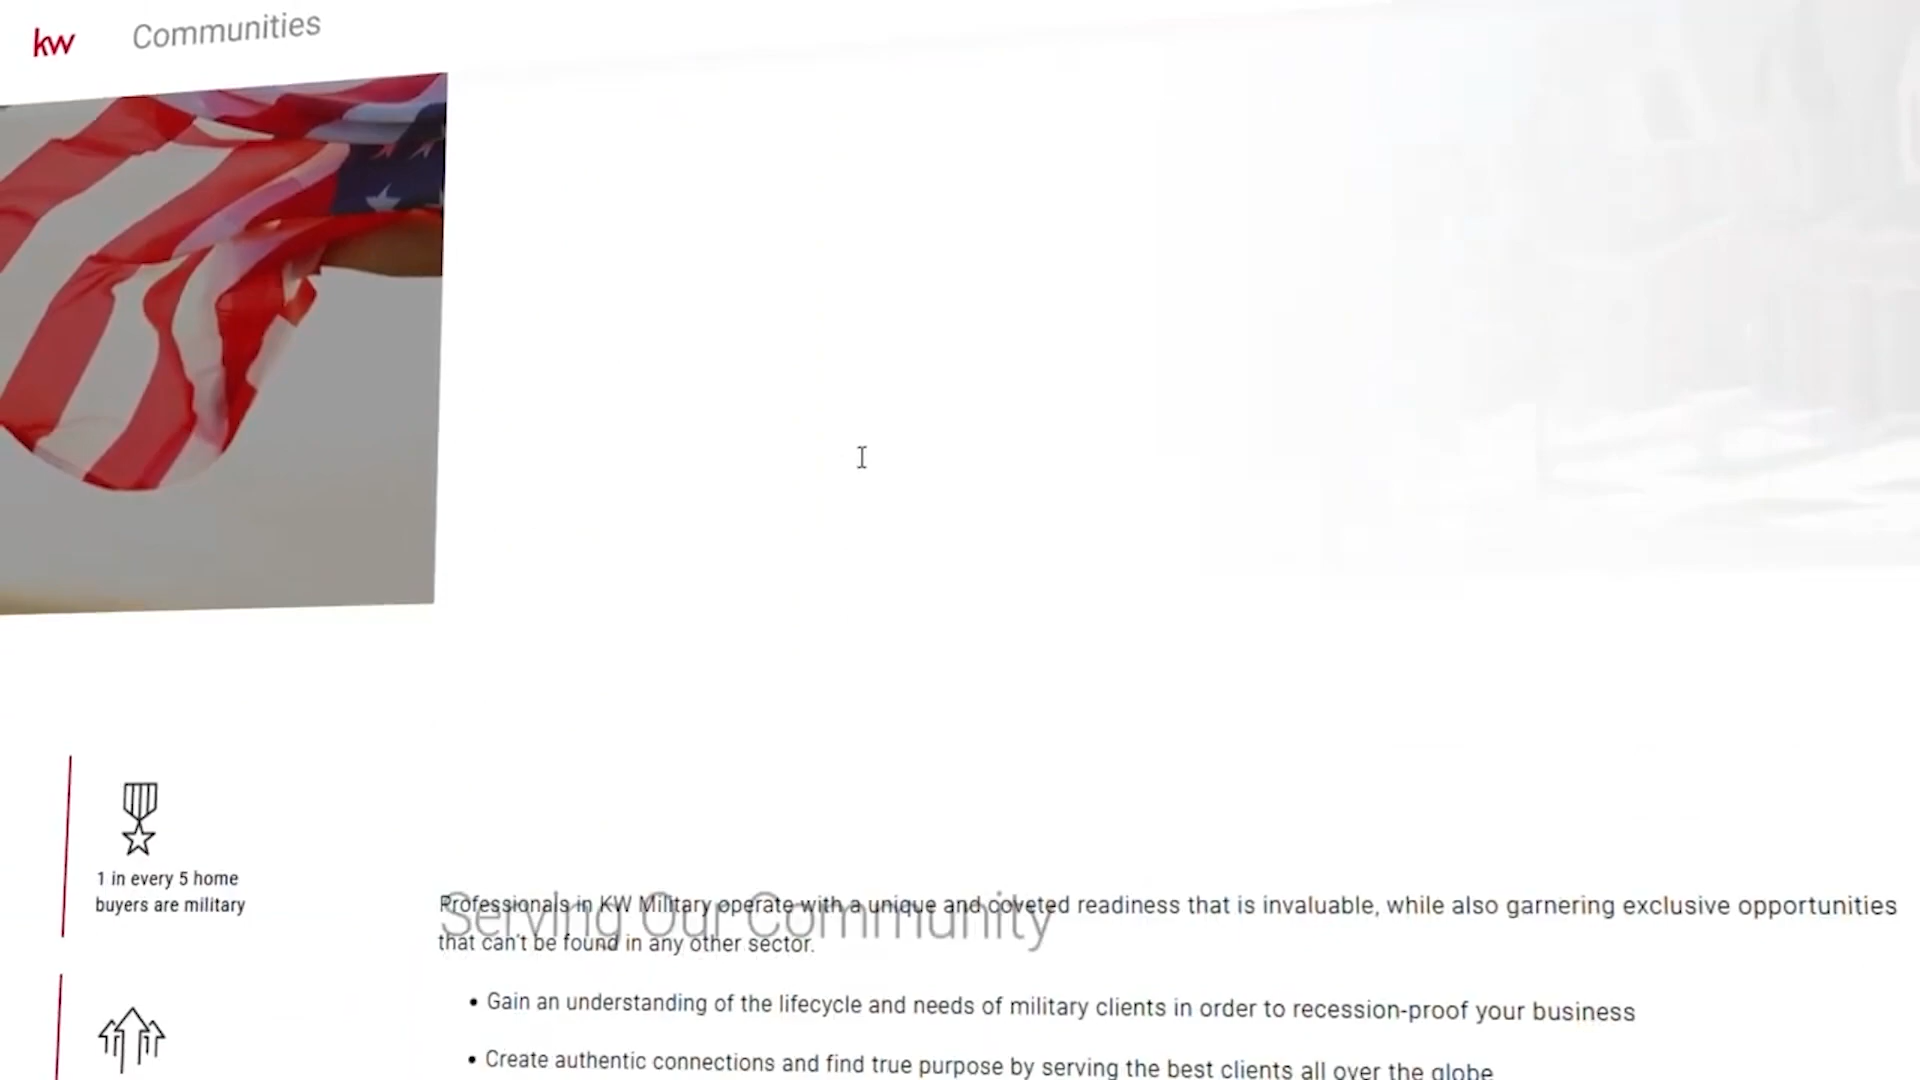 kw Communities
1 in every 5 home
buyers are military
Serving Our Community
Professionals in KW Military operate with a unique and coveted readiness that is invaluable, while also garnering exclusive opportunities
that can't be found in any other sector.
• Gain an understanding of the lifecycle and needs of military clients in order to recession-proof your business
• Create authentic connections and find true purpose by serving the best clients all over the globe